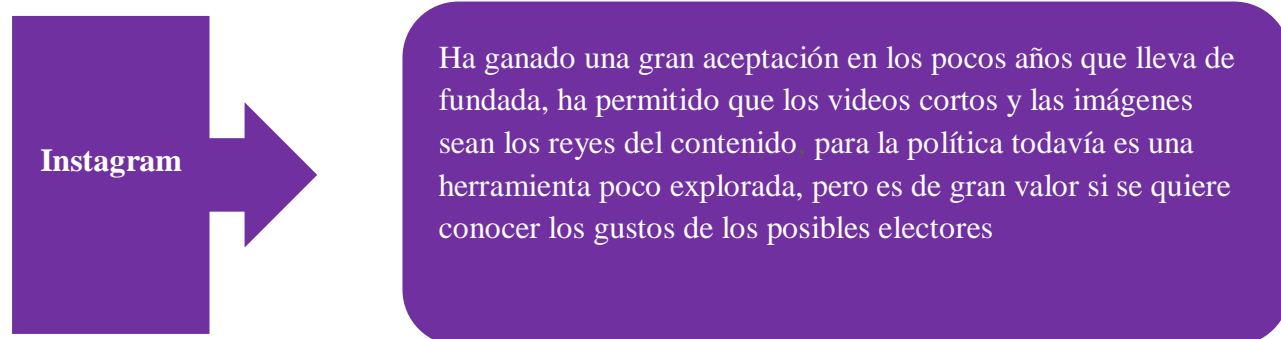 Instagram
Ha ganado una gran aceptación en los pocos años que lleva de
fundada, ha permitido que los videos cortos y las imágenes
sean los reyes del contenido, para la política todavía es una
herramienta poco explorada, pero es de gran valor si se quiere
conocer los gustos de los posibles electores